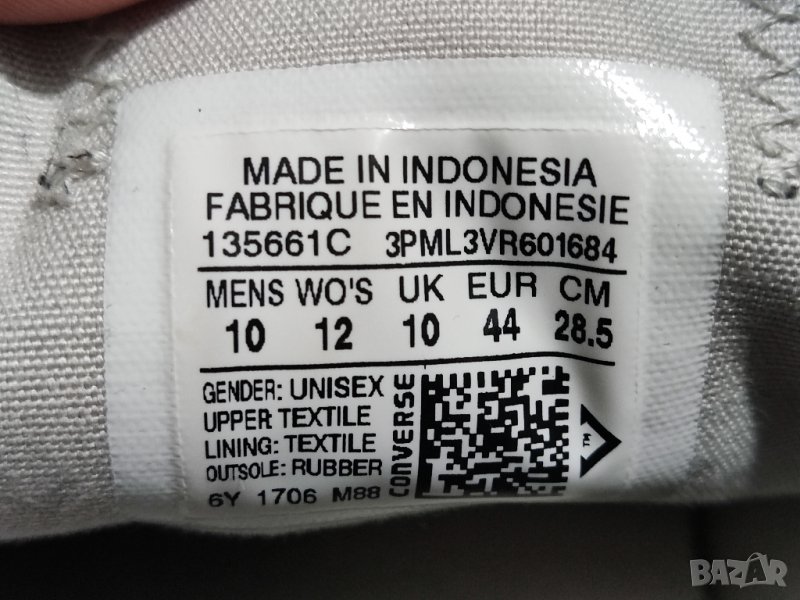 MADE IN INDONESIA
FABRIQUE EN INDONESIE
135661C 3PML3VR601684
MENS WO'S UK EUR CM
10 12 10 44 28.5
GENDER: UNISEX
UPPER TEXTILE
LINING: TEXTILE
OUTSOLE: RUBBER
6Y 1706 M88
CONVERSE
TM
BAZAR